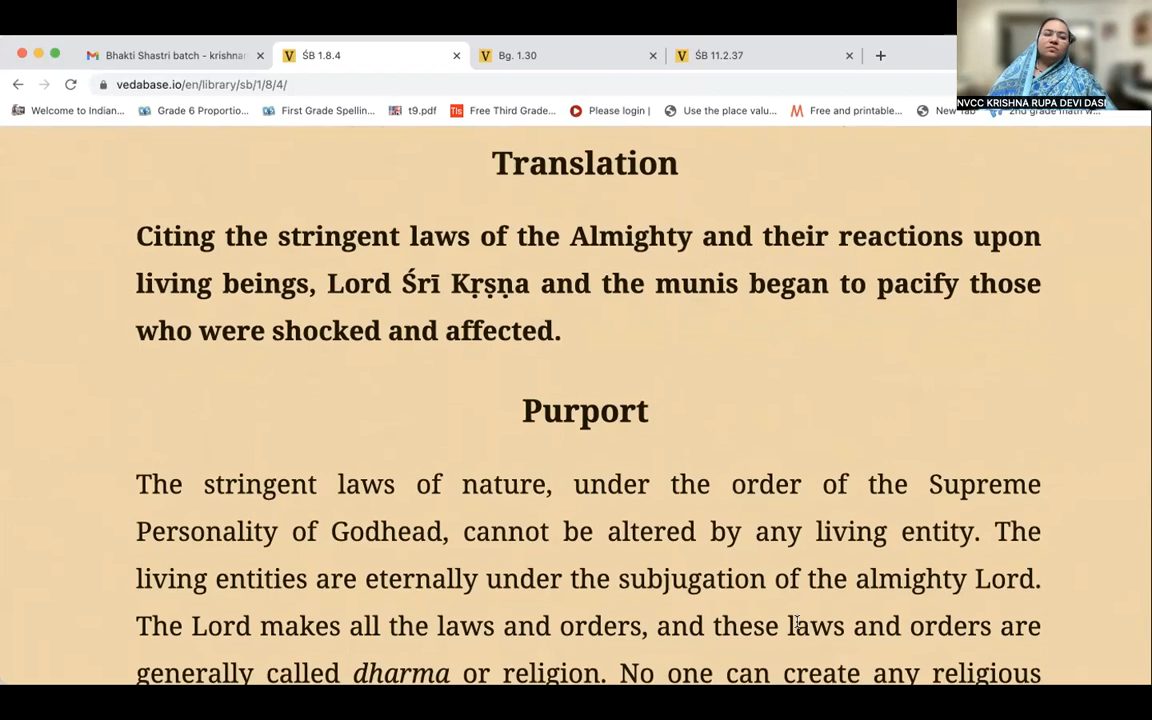 Bhakti Shastri batch - krishna
ŚB 1.8.4
Bg. 1.30
ŚB 11.2.37
vedabase.io/en/library/sb/1/8/4/
Welcome to Indian...
Grade 6 Proportio...
First Grade Spellin...
t9.pdf
Free Third Grade...
Please login |
Use the place valu...
Free and printable...
New Tab
2nd grade math w...
NVCC KRISHNA RUPA DEVI DASI
Translation
Citing the stringent laws of the Almighty and their reactions upon
living beings, Lord Śrī Kṛṣṇa and the munis began to pacify those
who were shocked and affected.
Purport
The stringent laws of nature, under the order of the Supreme
Personality of Godhead, cannot be altered by any living entity. The
living entities are eternally under the subjugation of the almighty Lord.
The Lord makes all the laws and orders, and these laws and orders are
generally called dharma or religion. No one can create any religious